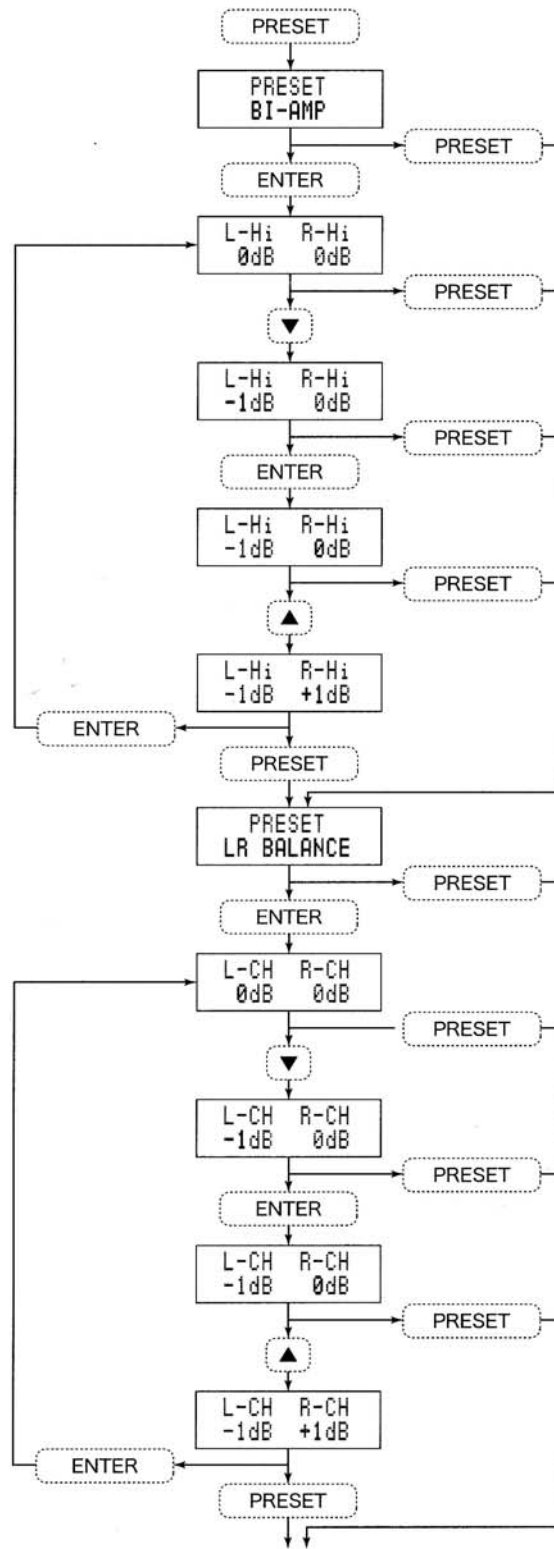 PRESET
PRESET
BI-AMP
PRESET
ENTER
L-Hi R-Hi
0dB 0dB
PRESET
▼
L-Hi R-Hi
-1dB 0dB
PRESET
ENTER
L-Hi R-Hi
-1dB 0dB
PRESET
▲
L-Hi R-Hi
-1dB +1dB
ENTER
PRESET
PRESET
LR BALANCE
PRESET
ENTER
L-CH R-CH
0dB 0dB
PRESET
▼
L-CH R-CH
-1dB 0dB
PRESET
ENTER
L-CH R-CH
-1dB 0dB
PRESET
▲
L-CH R-CH
-1dB +1dB
ENTER
PRESET